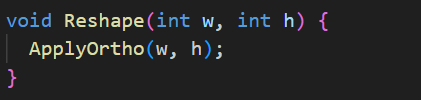 void Reshape(int w, int h) {
  ApplyOrtho(w, h);
}